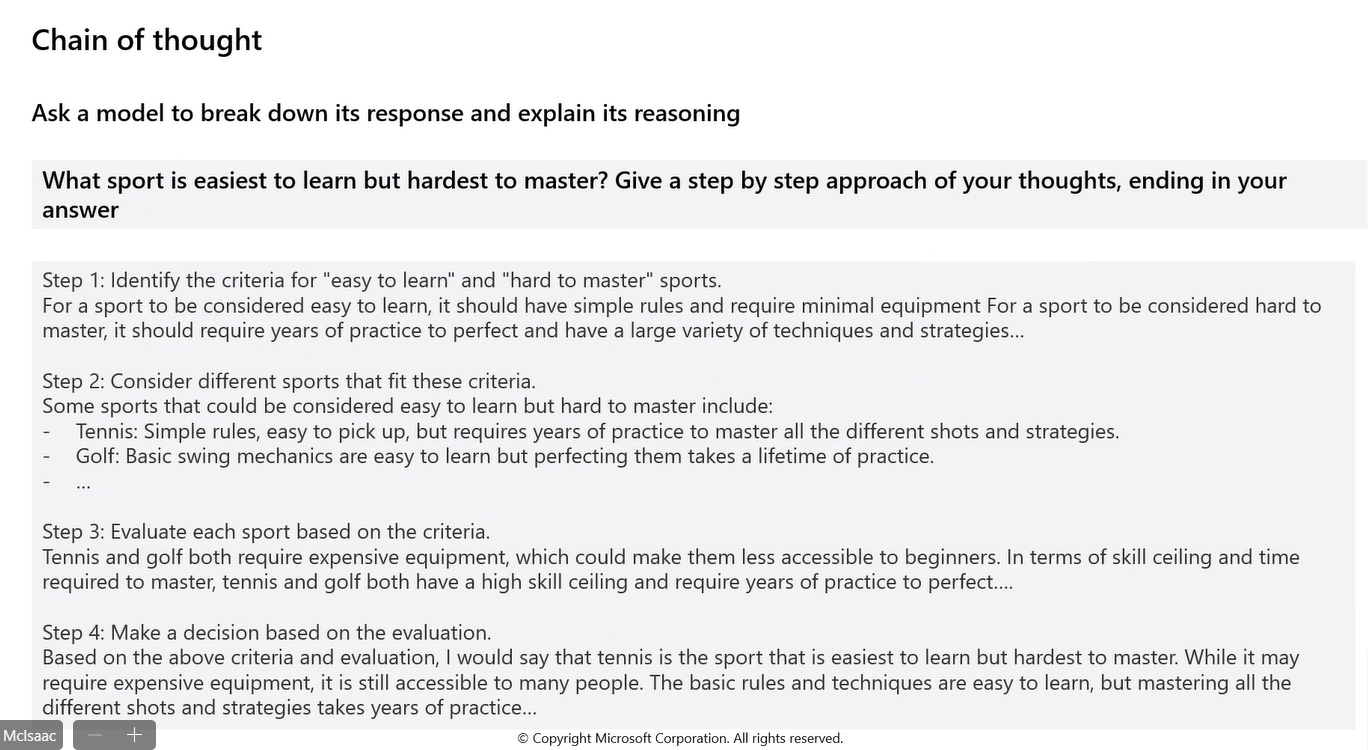 Chain of thought
Ask a model to break down its response and explain its reasoning
What sport is easiest to learn but hardest to master? Give a step by step approach of your thoughts, ending in your
answer
Step 1: Identify the criteria for "easy to learn" and "hard to master" sports.
For a sport to be considered easy to learn, it should have simple rules and require minimal equipment For a sport to be considered hard to
master, it should require years of practice to perfect and have a large variety of techniques and strategies...
Step 2: Consider different sports that fit these criteria.
Some sports that could be considered easy to learn but hard to master include:
- Tennis: Simple rules, easy to pick up, but requires years of practice to master all the different shots and strategies.
- Golf: Basic swing mechanics are easy to learn but perfecting them takes a lifetime of practice.
- ...
Step 3: Evaluate each sport based on the criteria.
Tennis and golf both require expensive equipment, which could make them less accessible to beginners. In terms of skill ceiling and time
required to master, tennis and golf both have a high skill ceiling and require years of practice to perfect....
Step 4: Make a decision based on the evaluation.
Based on the above criteria and evaluation, I would say that tennis is the sport that is easiest to learn but hardest to master. While it may
require expensive equipment, it is still accessible to many people. The basic rules and techniques are easy to learn, but mastering all the
different shots and strategies takes years of practice...
McIsaac
© Copyright Microsoft Corporation. All rights reserved.